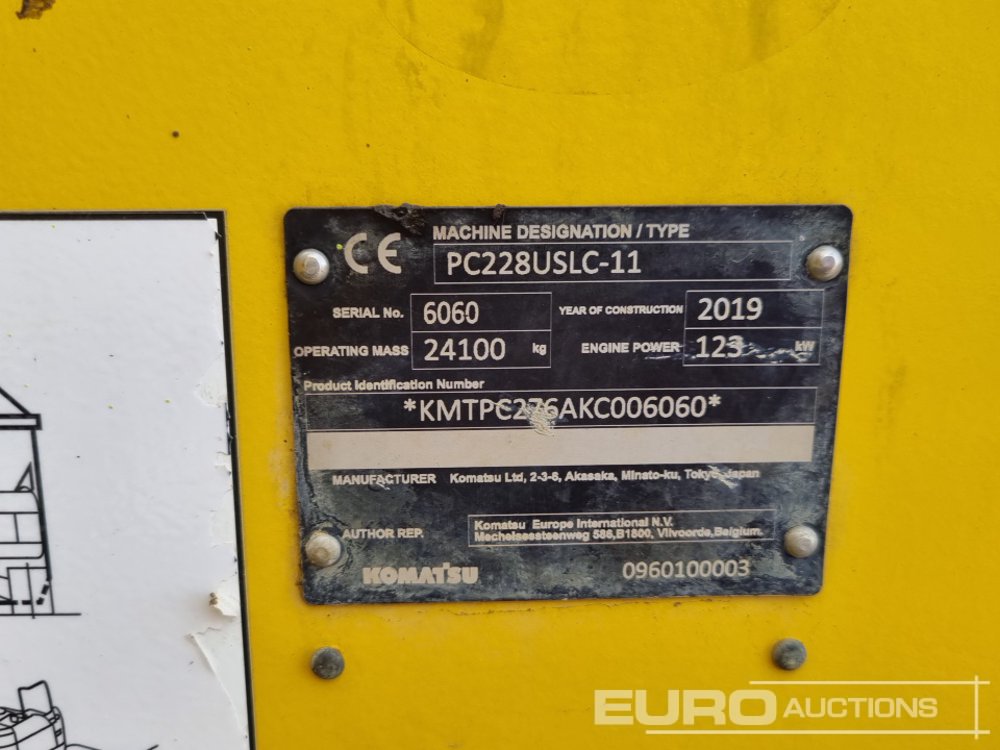 CE
MACHINE DESIGNATION / TYPE
PC228USLC-11
SERIAL No. 6060 YEAR OF CONSTRUCTION 2019
OPERATING MASS 24100 kg ENGINE POWER 123 kW
Product Identification Number
*KMTPC276AKC006060*
MANUFACTURER Komatsu Ltd, 2-3-6, Akasaka, Minato-ku, Tokyo, Japan
AUTHOR REP. Komatsu Europe International N.V.
Mechelsessteenweg 586,B1800, Vilvoorde,Belgium.
KOMATSU 0960100003
EURO AUCTIONS